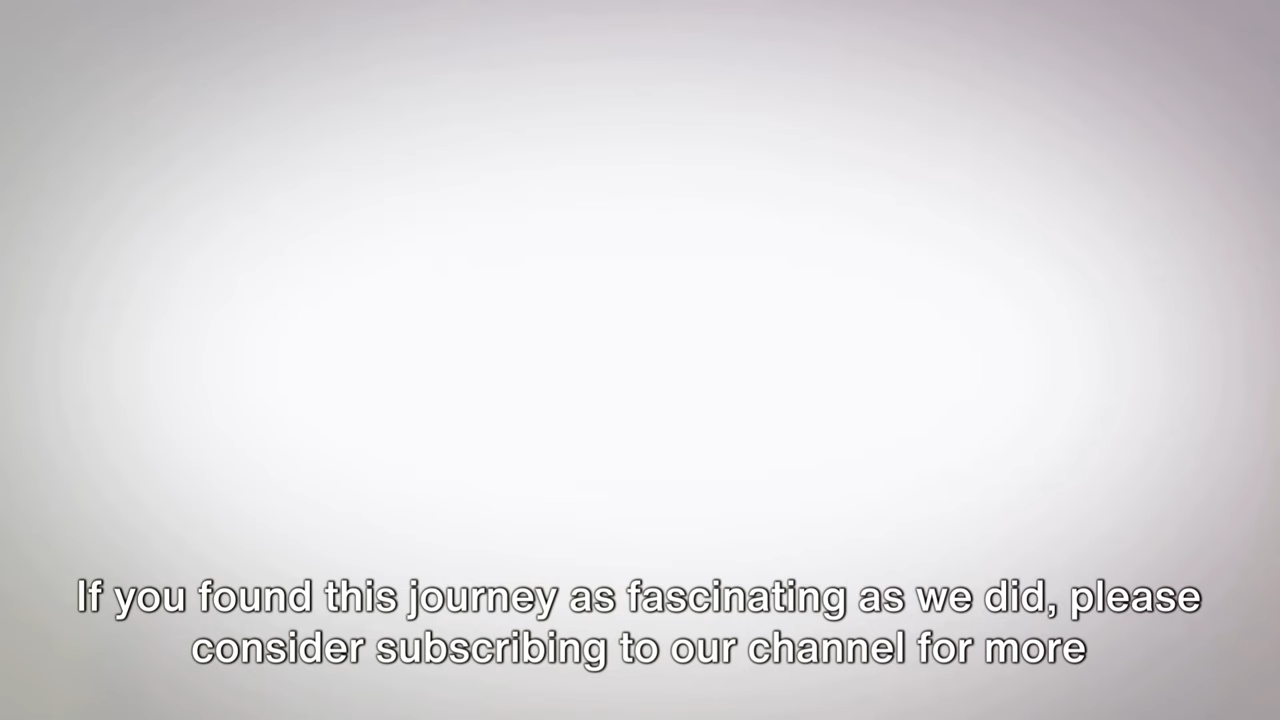 If you found this journey as fascinating as we did, please
consider subscribing to our channel for more